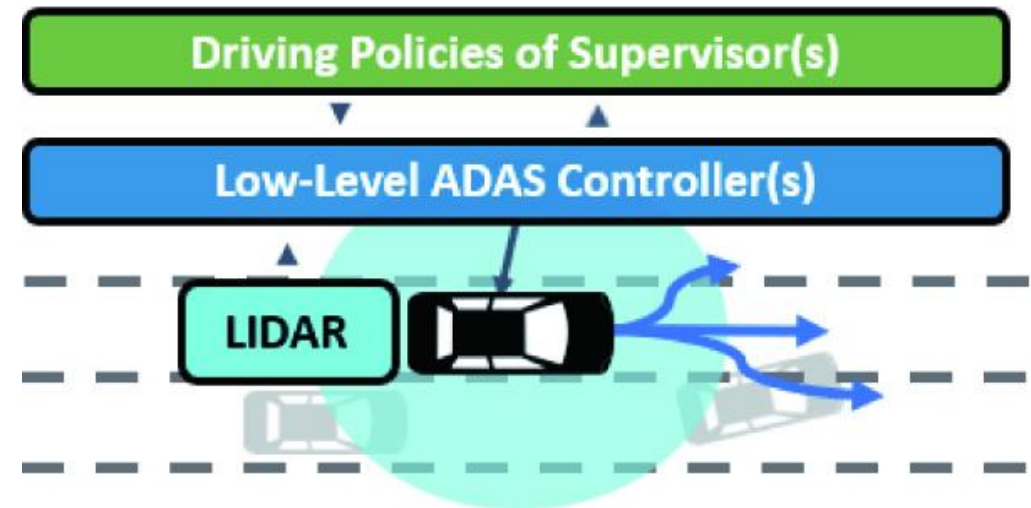 Driving Policies of Supervisor(s)
Low-Level ADAS Controller(s)
LIDAR